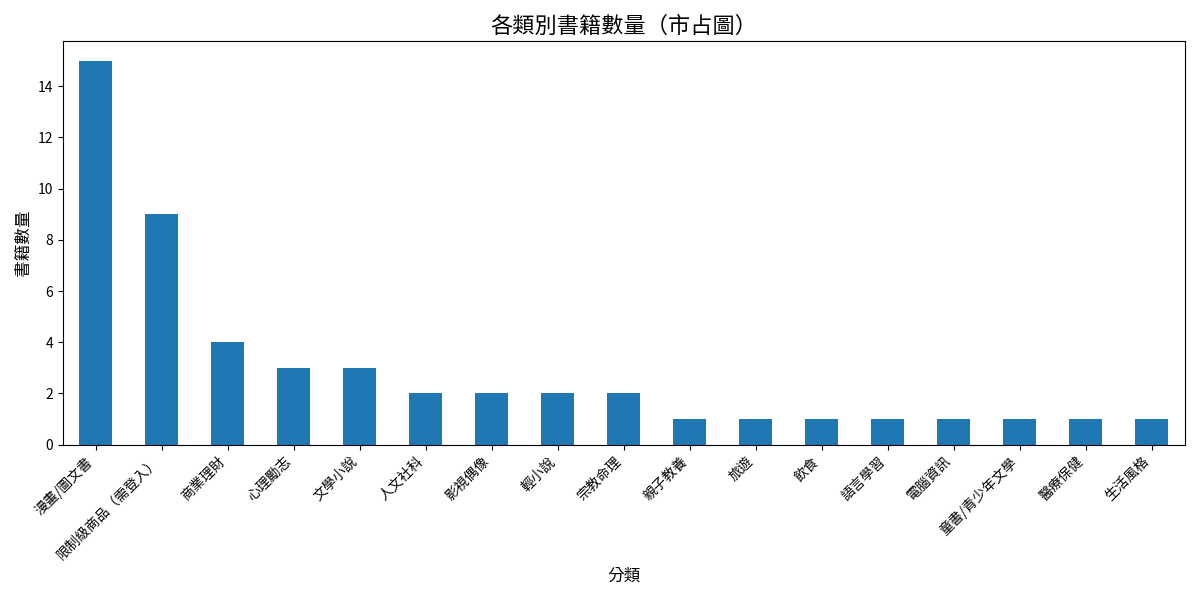 各類別書籍數量（市占圖）
書籍數量
14
12
10
8
6
4
2
0
漫畫/圖文書
限制級商品（需登入）
商業理財
心理勵志
文學小說
人文社科
影視偶像
輕小說
宗教命理
親子教養
旅遊
飲食
語言學習
電腦資訊
童書/青少年文學
醫療保健
生活風格
分類